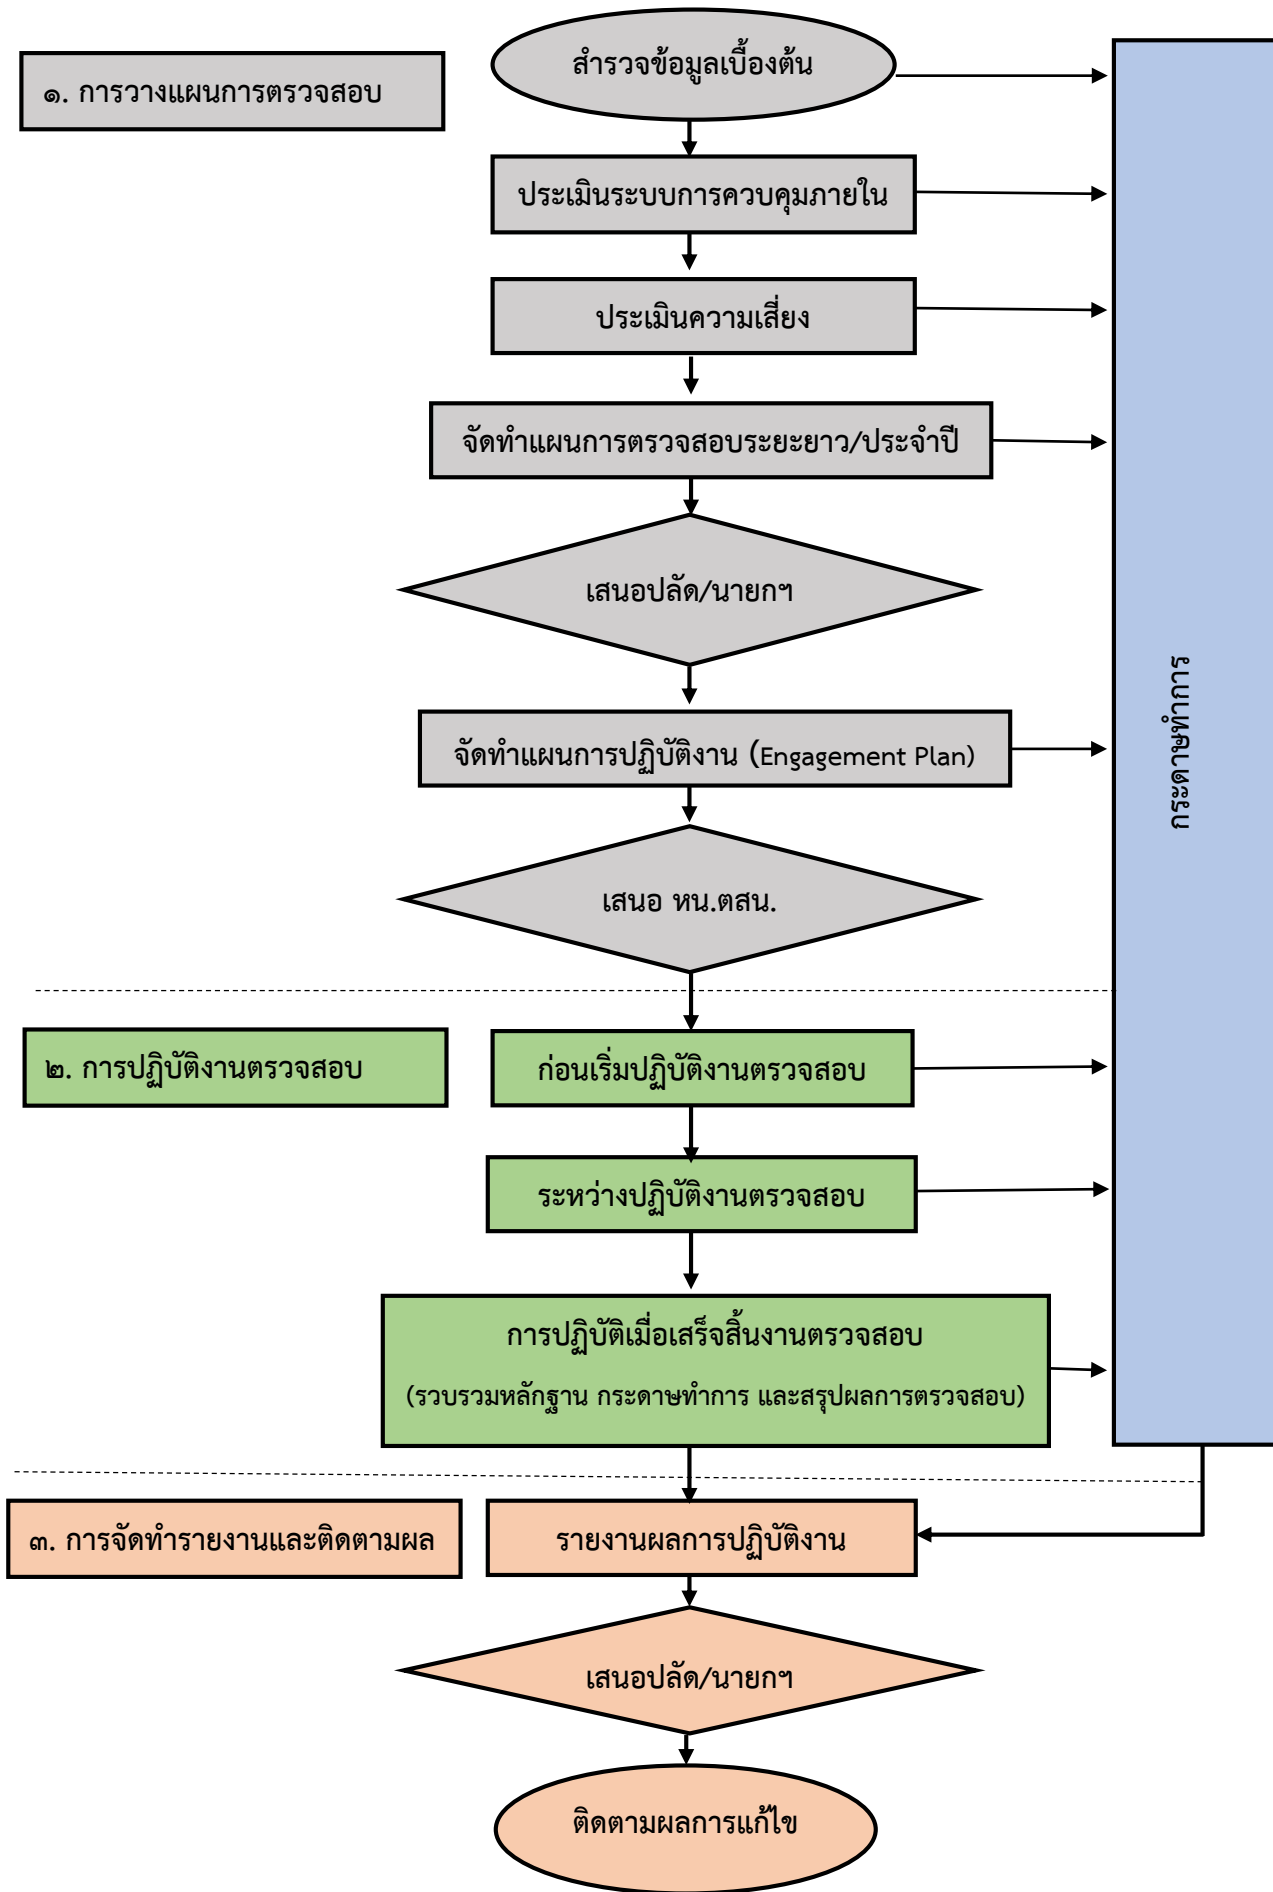 สำรวจข้อมูลเบื้องต้น
๑. การวางแผนการตรวจสอบ
ประเมินระบบการควบคุมภายใน
ประเมินความเสี่ยง
จัดทำแผนการตรวจสอบระยะยาว/ประจำปี
เสนอปลัด/นายกฯ
จัดทำแผนการปฏิบัติงาน (Engagement Plan)
กระดาษทำการ
เสนอ หน.ตสน.
๒. การปฏิบัติงานตรวจสอบ
ก่อนเริ่มปฏิบัติงานตรวจสอบ
ระหว่างปฏิบัติงานตรวจสอบ
การปฏิบัติเมื่อเสร็จสิ้นงานตรวจสอบ
(รวบรวมหลักฐาน กระดาษทำการ และสรุปผลการตรวจสอบ)
๓. การจัดทำรายงานและติดตามผล
รายงานผลการปฏิบัติงาน
เสนอปลัด/นายกฯ
ติดตามผลการแก้ไข